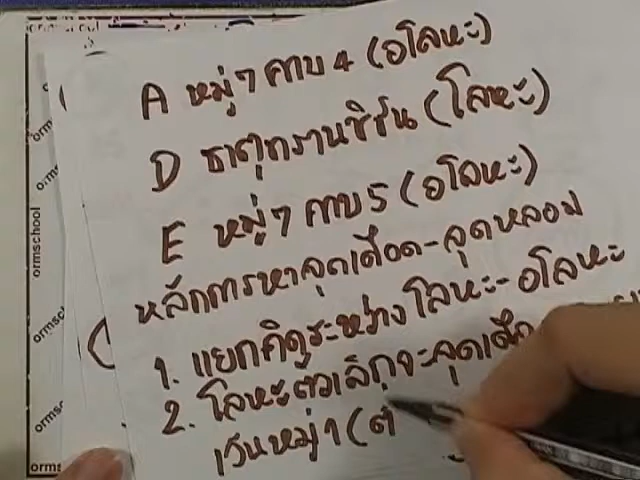 A หมู่ 7 คาบ 4 (อโลหะ)
D ธาตุทรานซิชัน (โลหะ)
E หมู่ 7 คาบ 5 (อโลหะ)
หลักการหาจุดเดือด-จุดหลอม
1. แยกคิดระหว่างโลหะ-อโลหะ
2. โลหะตัวเล็กจะจุดเดือ
เว้นหมู่ 1 (ต่
ormschool
ormschool